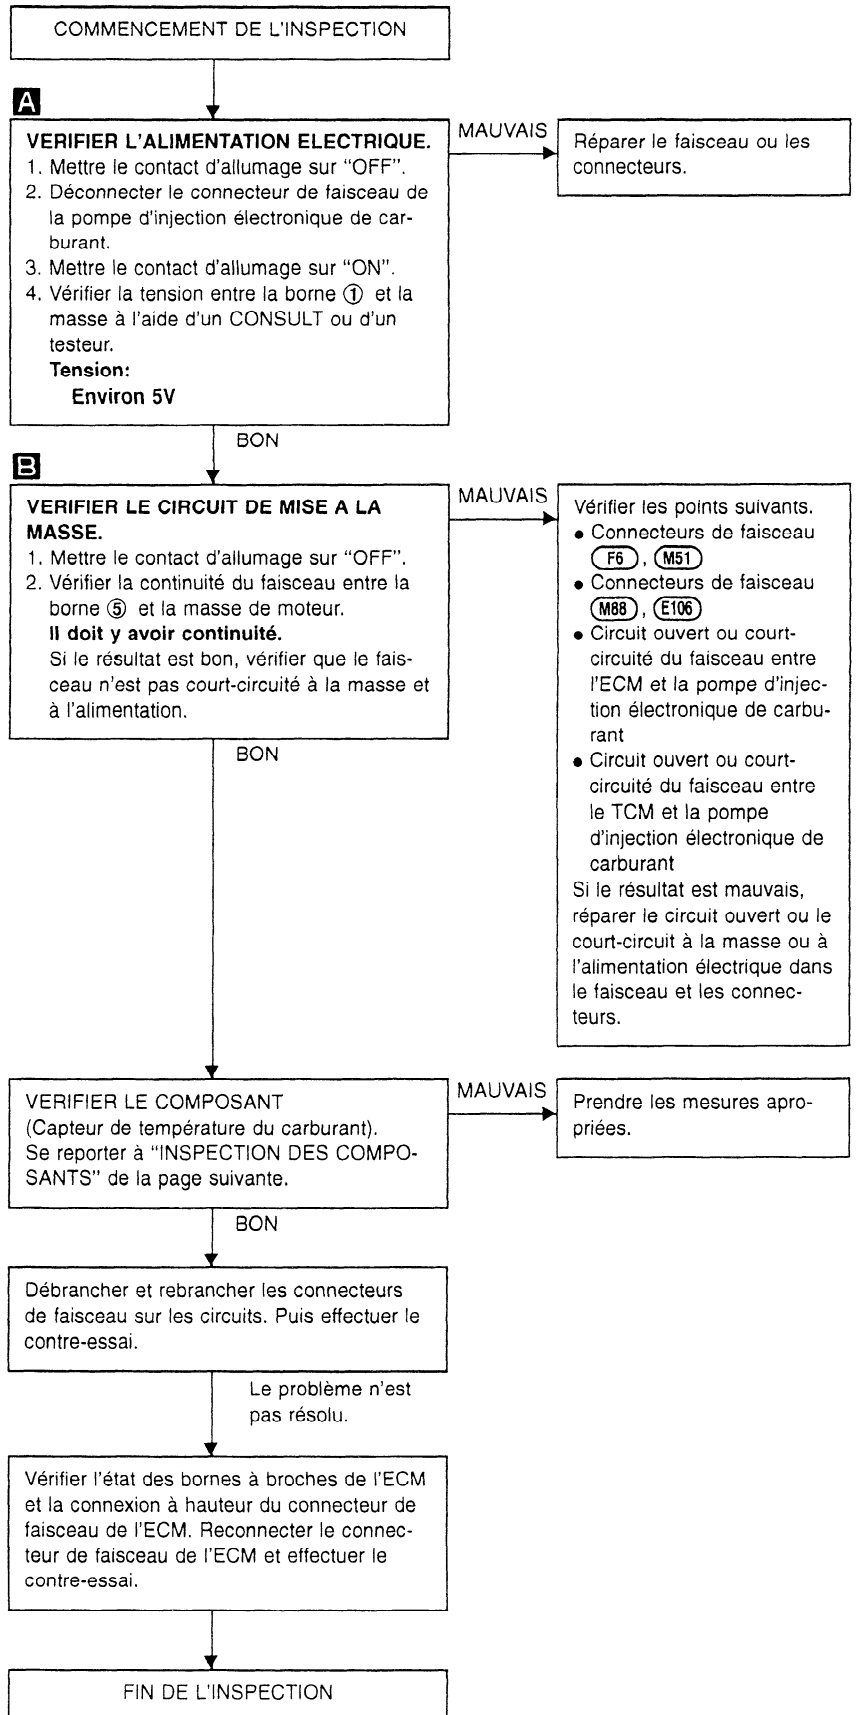 COMMENCEMENT DE L'INSPECTION
A
VERIFIER L'ALIMENTATION ELECTRIQUE.
1. Mettre le contact d'allumage sur "OFF".
2. Déconnecter le connecteur de faisceau de
la pompe d'injection électronique de car-
burant.
3. Mettre le contact d'allumage sur "ON".
4. Vérifier la tension entre la borne ① et la
masse à l'aide d'un CONSULT ou d'un
testeur.
Tension:
Environ 5V
MAUVAIS
Réparer le faisceau ou les
connecteurs.
BON
B
VERIFIER LE CIRCUIT DE MISE A LA
MASSE.
1. Mettre le contact d'allumage sur "OFF".
2. Vérifier la continuité du faisceau entre la
borne ⑤ et la masse de moteur.
Il doit y avoir continuité.
Si le résultat est bon, vérifier que le fais-
ceau n'est pas court-circuité à la masse et
à l'alimentation.
MAUVAIS
Vérifier les points suivants.
• Connecteurs de faisceau
F6, M51
• Connecteurs de faisceau
M88, E106
• Circuit ouvert ou court-
circuité du faisceau entre
l'ECM et la pompe d'injec-
tion électronique de carbu-
rant
• Circuit ouvert ou court-
circuité du faisceau entre
le TCM et la pompe
d'injection électronique de
carburant
Si le résultat est mauvais,
réparer le circuit ouvert ou le
court-circuit à la masse ou à
l'alimentation électrique dans
le faisceau et les connec-
teurs.
BON
VERIFIER LE COMPOSANT
(Capteur de température du carburant).
Se reporter à "INSPECTION DES COMPO-
SANTS" de la page suivante.
MAUVAIS
Prendre les mesures apro-
priées.
BON
Débrancher et rebrancher les connecteurs
de faisceau sur les circuits. Puis effectuer le
contre-essai.
Le problème n'est
pas résolu.
Vérifier l'état des bornes à broches de l'ECM
et la connexion à hauteur du connecteur de
faisceau de l'ECM. Reconnecter le connec-
teur de faisceau de l'ECM et effectuer le
contre-essai.
FIN DE L'INSPECTION